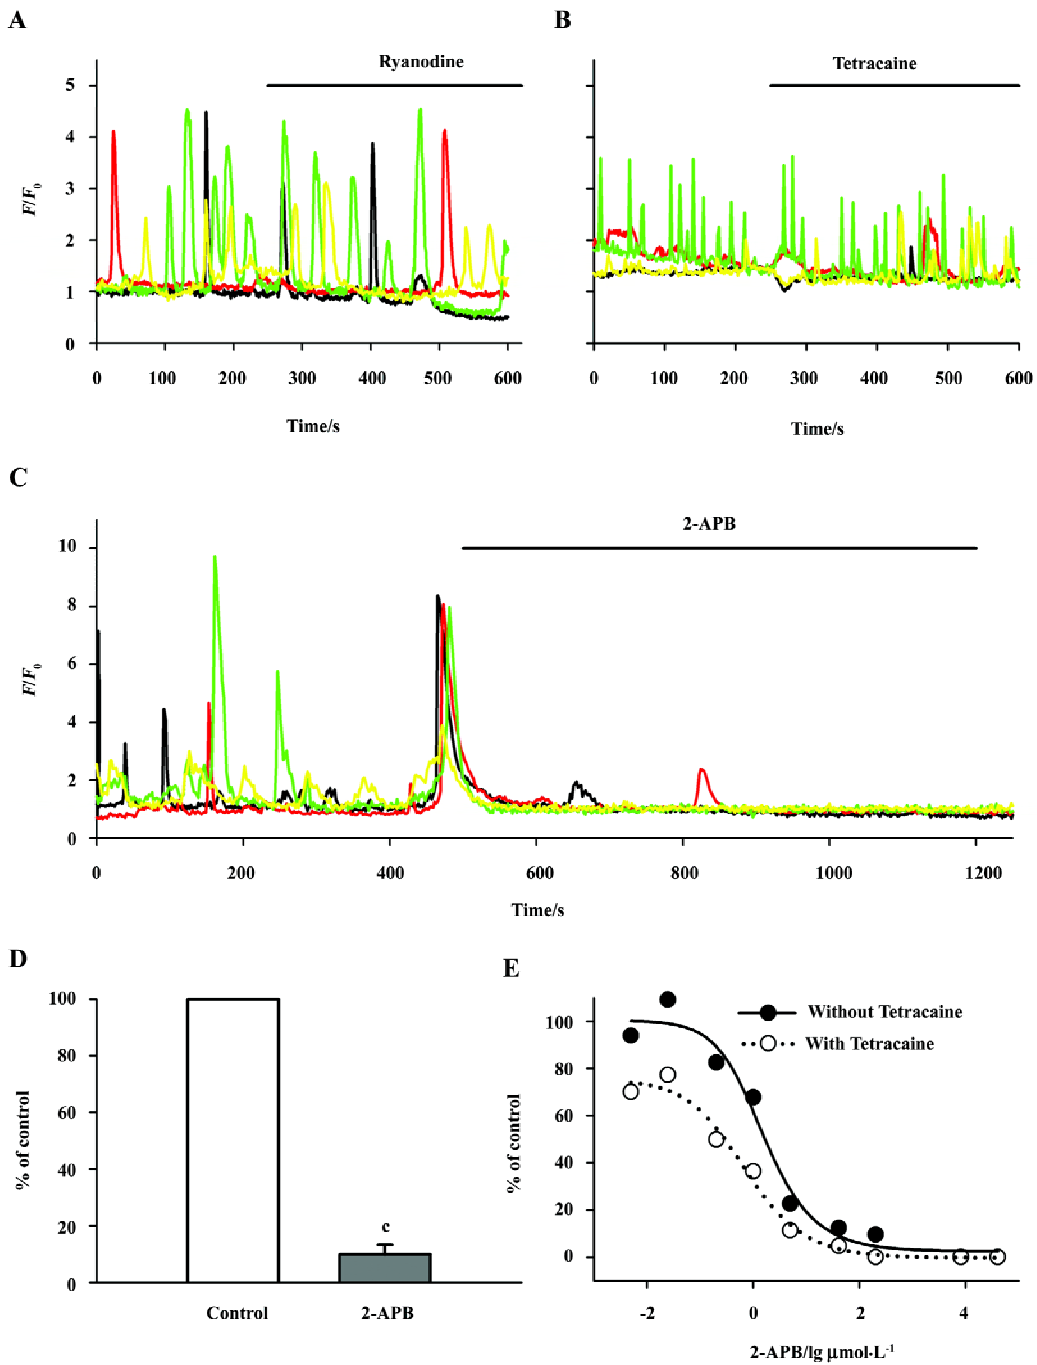 A
B
Ryanodine
Tetracaine
5
4
3
2
1
0
F/F0
0 100 200 300 400 500 600
Time/s
0 100 200 300 400 500 600
Time/s
C
2-APB
10
8
6
4
2
0
F/F0
0 200 400 600 800 1000 1200
Time/s
D
100
80
60
40
20
0
% of control
c
Control 2-APB
E
Without Tetracaine
With Tetracaine
100
80
60
40
20
0
% of control
-2 0 2 4
2-APB/lg μmol·L-1